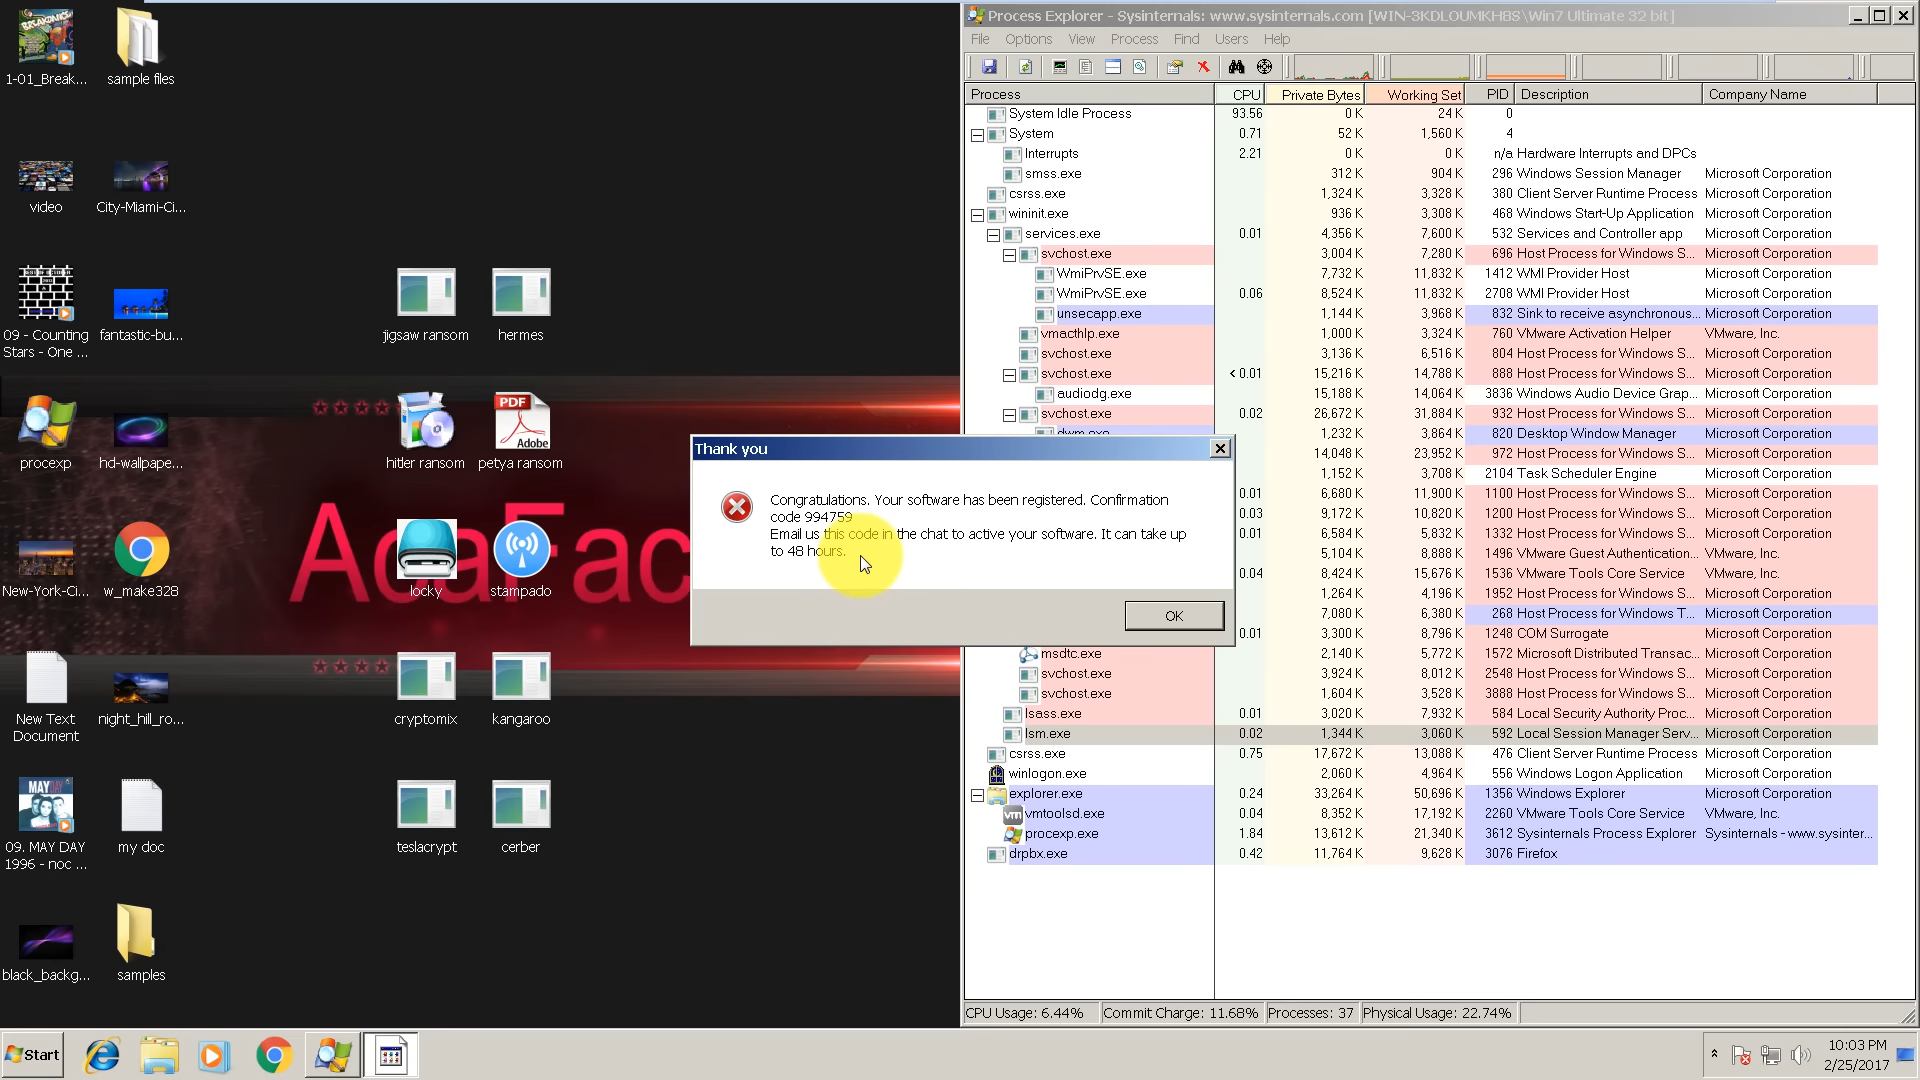 1-01_Break...
sample files
video
City-Miami-Ci...
09 - Counting
Stars - One ...
fantastic-bu...
jigsaw ransom
hermes
procexp
hd-wallpape...
hitler ransom
PDF
Adobe
petya ransom
AdaFac
New-York-Ci...
w_make328
locky
stampado
New Text
Document
night_hill_ro...
cryptomix
kangaroo
MAYDAY
09. MAY DAY
1996 - noc ...
my doc
teslacrypt
cerber
black_backg...
samples
Process Explorer - Sysinternals: www.sysinternals.com [WIN-3KDLOUMKH8S\Win7 Ultimate 32 bit]
File Options View Process Find Users Help
Process CPU Private Bytes Working Set PID Description Company Name
System Idle Process 93.56 0 K 24 K 0
System 0.71 52 K 1,560 K 4
Interrupts 2.21 0 K 0 K n/a Hardware Interrupts and DPCs
smss.exe 312 K 904 K 296 Windows Session Manager Microsoft Corporation
csrss.exe 1,324 K 3,328 K 380 Client Server Runtime Process Microsoft Corporation
wininit.exe 936 K 3,308 K 468 Windows Start-Up Application Microsoft Corporation
services.exe 0.01 4,356 K 7,600 K 532 Services and Controller app Microsoft Corporation
svchost.exe 3,004 K 7,280 K 696 Host Process for Windows S... Microsoft Corporation
WmiPrvSE.exe 7,732 K 11,832 K 1412 WMI Provider Host Microsoft Corporation
WmiPrvSE.exe 0.06 8,524 K 11,832 K 2708 WMI Provider Host Microsoft Corporation
unsecapp.exe 1,144 K 3,968 K 832 Sink to receive asynchronous... Microsoft Corporation
vmacthlp.exe 1,000 K 3,324 K 760 VMware Activation Helper VMware, Inc.
svchost.exe 3,136 K 6,516 K 804 Host Process for Windows S... Microsoft Corporation
svchost.exe < 0.01 15,216 K 14,788 K 888 Host Process for Windows S... Microsoft Corporation
audiodg.exe 15,188 K 14,064 K 3836 Windows Audio Device Grap... Microsoft Corporation
svchost.exe 0.02 26,672 K 31,884 K 932 Host Process for Windows S... Microsoft Corporation
dwm.exe 1,232 K 3,864 K 820 Desktop Window Manager Microsoft Corporation
14,048 K 23,952 K 972 Host Process for Windows S... Microsoft Corporation
1,152 K 3,708 K 2104 Task Scheduler Engine Microsoft Corporation
0.01 6,680 K 11,900 K 1100 Host Process for Windows S... Microsoft Corporation
0.03 9,172 K 10,820 K 1200 Host Process for Windows S... Microsoft Corporation
0.01 6,584 K 5,832 K 1332 Host Process for Windows S... Microsoft Corporation
5,104 K 8,888 K 1496 VMware Guest Authentication... VMware, Inc.
0.04 8,424 K 15,676 K 1536 VMware Tools Core Service VMware, Inc.
1,264 K 4,196 K 1952 Host Process for Windows S... Microsoft Corporation
7,080 K 6,380 K 268 Host Process for Windows T... Microsoft Corporation
0.01 3,300 K 8,796 K 1248 COM Surrogate Microsoft Corporation
msdtc.exe 2,140 K 5,772 K 1572 Microsoft Distributed Transac... Microsoft Corporation
svchost.exe 3,924 K 8,012 K 2548 Host Process for Windows S... Microsoft Corporation
svchost.exe 1,604 K 3,528 K 3888 Host Process for Windows S... Microsoft Corporation
lsass.exe 0.01 3,020 K 7,932 K 584 Local Security Authority Proc... Microsoft Corporation
lsm.exe 0.02 1,344 K 3,060 K 592 Local Session Manager Serv... Microsoft Corporation
csrss.exe 0.75 17,672 K 13,088 K 476 Client Server Runtime Process Microsoft Corporation
winlogon.exe 2,060 K 4,964 K 556 Windows Logon Application Microsoft Corporation
explorer.exe 0.24 33,264 K 50,696 K 1356 Windows Explorer Microsoft Corporation
vmtoolsd.exe 0.04 8,352 K 17,192 K 2260 VMware Tools Core Service VMware, Inc.
procexp.exe 1.84 13,612 K 21,340 K 3612 Sysinternals Process Explorer Sysinternals - www.sysinter...
drpbx.exe 0.42 11,764 K 9,628 K 3076 Firefox
CPU Usage: 6.44% Commit Charge: 11.68% Processes: 37 Physical Usage: 22.74%
Thank you
Congratulations. Your software has been registered. Confirmation
code 994759
Email us this code in the chat to active your software. It can take up
to 48 hours.
OK
Start
10:03 PM
2/25/2017